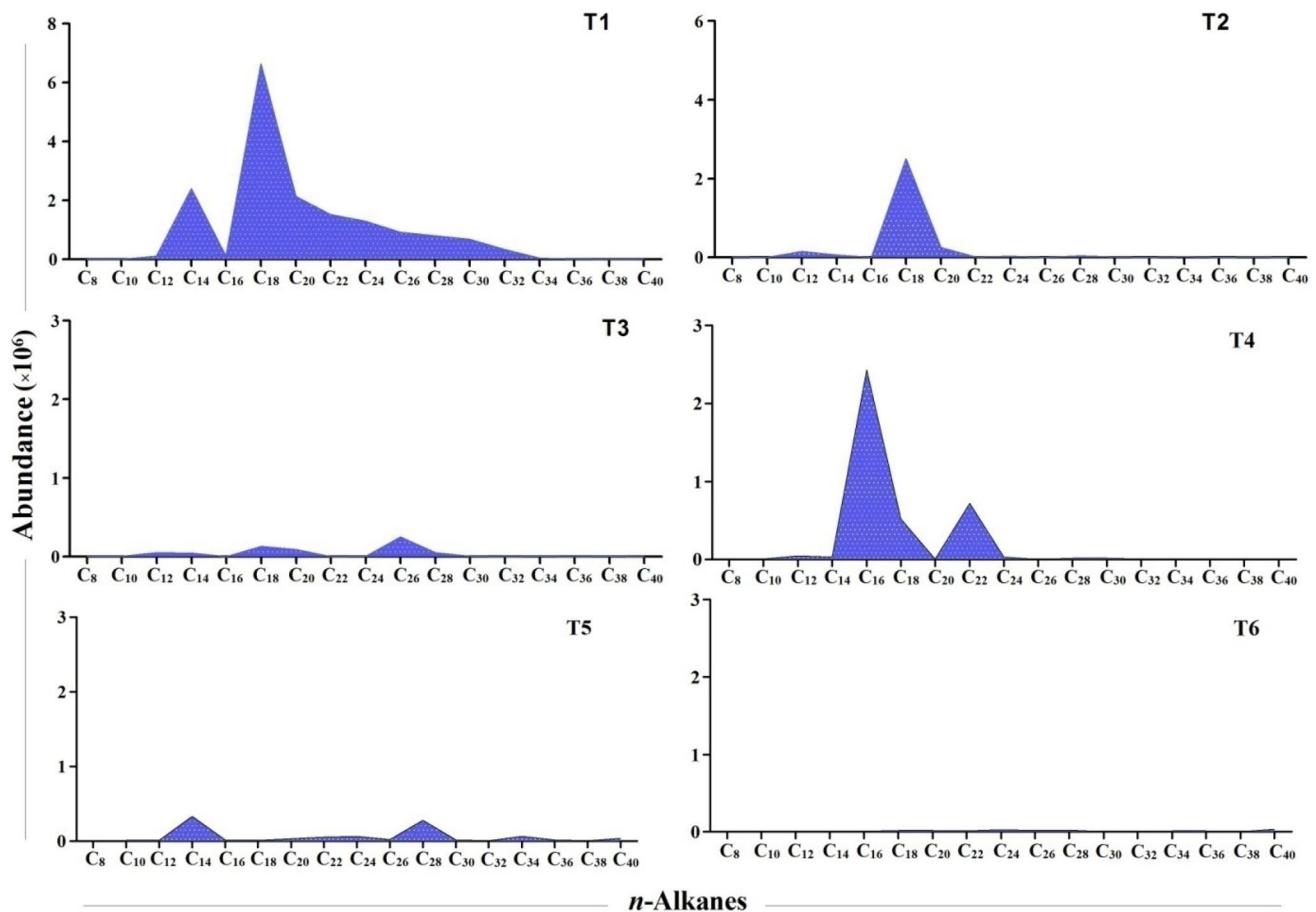 T1
8
6
4
2
0
C₈ C₁₀ C₁₂ C₁₄ C₁₆ C₁₈ C₂₀ C₂₂ C₂₄ C₂₆ C₂₈ C₃₀ C₃₂ C₃₄ C₃₆ C₃₈ C₄₀
T2
6
4
2
0
C₈ C₁₀ C₁₂ C₁₄ C₁₆ C₁₈ C₂₀ C₂₂ C₂₄ C₂₆ C₂₈ C₃₀ C₃₂ C₃₄ C₃₆ C₃₈ C₄₀
Abundance (×10⁶)
T3
3
2
1
0
C₈ C₁₀ C₁₂ C₁₄ C₁₆ C₁₈ C₂₀ C₂₂ C₂₄ C₂₆ C₂₈ C₃₀ C₃₂ C₃₄ C₃₆ C₃₈ C₄₀
T4
3
2
1
0
C₈ C₁₀ C₁₂ C₁₄ C₁₆ C₁₈ C₂₀ C₂₂ C₂₄ C₂₆ C₂₈ C₃₀ C₃₂ C₃₄ C₃₆ C₃₈ C₄₀
T5
3
2
1
0
C₈ C₁₀ C₁₂ C₁₄ C₁₆ C₁₈ C₂₀ C₂₂ C₂₄ C₂₆ C₂₈ C₃₀ C₃₂ C₃₄ C₃₆ C₃₈ C₄₀
T6
3
2
1
0
C₈ C₁₀ C₁₂ C₁₄ C₁₆ C₁₈ C₂₀ C₂₂ C₂₄ C₂₆ C₂₈ C₃₀ C₃₂ C₃₄ C₃₆ C₃₈ C₄₀
n-Alkanes